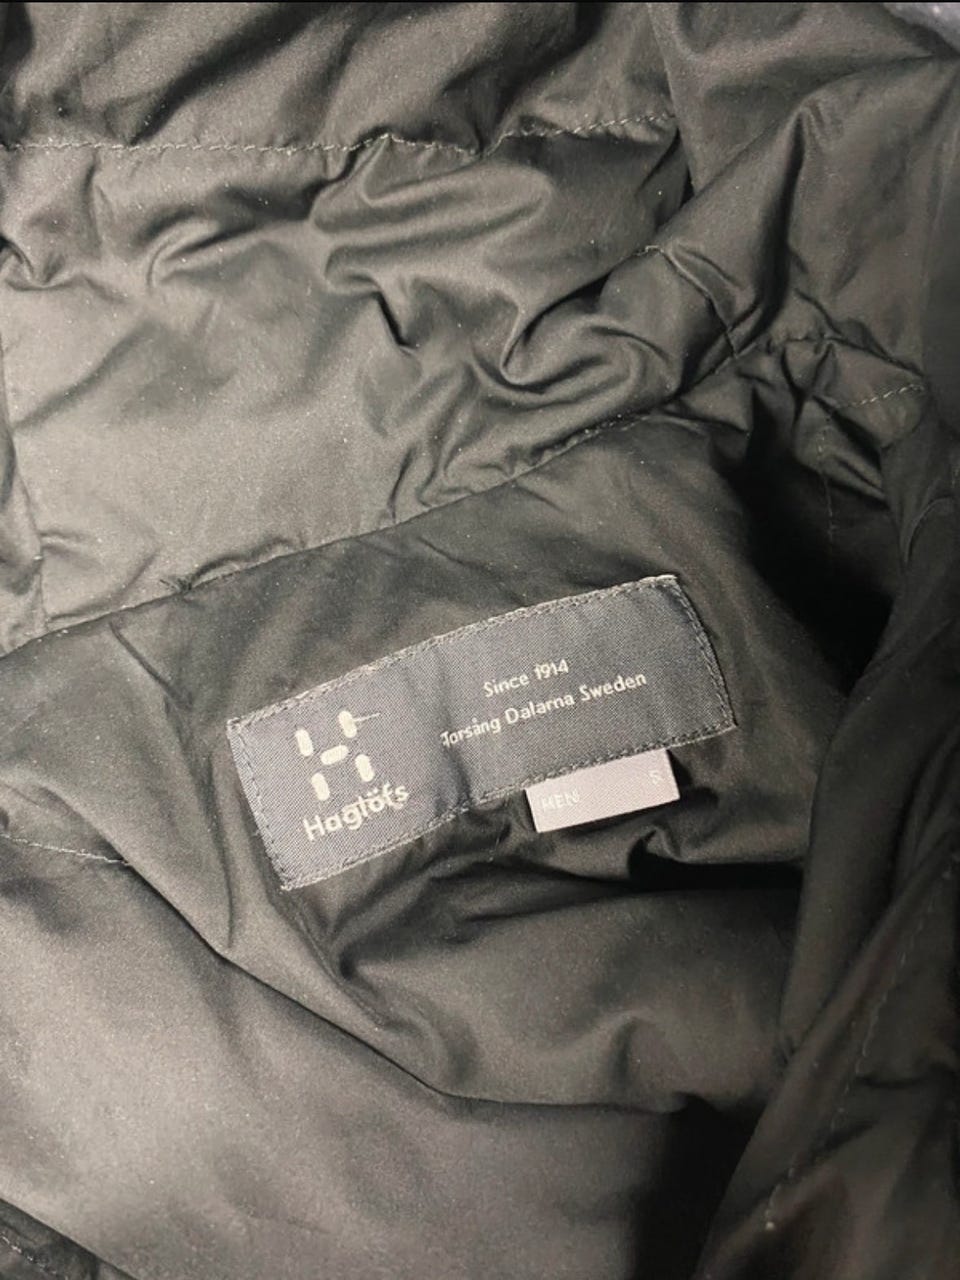 Haglöfs
Since 1914
Torsång Dalarna Sweden
MEN S